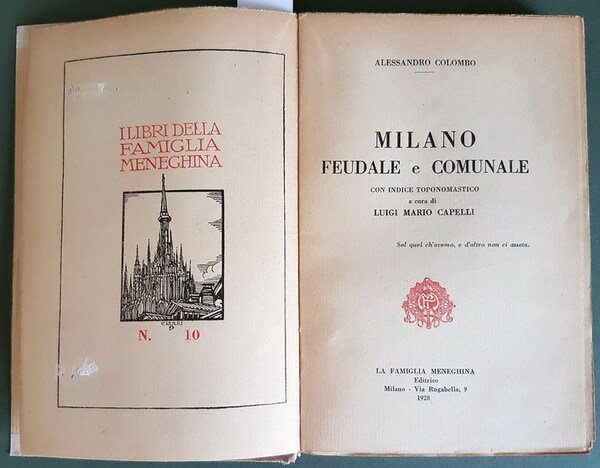 I LIBRI DELLA
FAMIGLIA
MENEGHINA
CISARI
N. 10
ALESSANDRO COLOMBO
MILANO
FEUDALE e COMUNALE
CON INDICE TOPONOMASTICO
a cura di
LUIGI MARIO CAPELLI
Sol quel ch'avemo, e d'altro non ci asseta.
LA FAMIGLIA MENEGHINA
Editrice
Milano - Via Rugabella, 9
1928